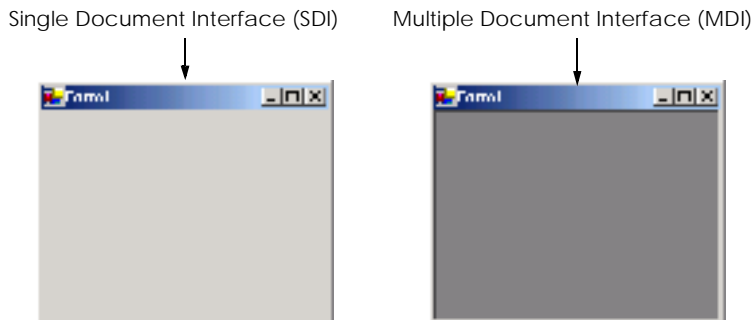 Single Document Interface (SDI)
Multiple Document Interface (MDI)
Form1
Form1